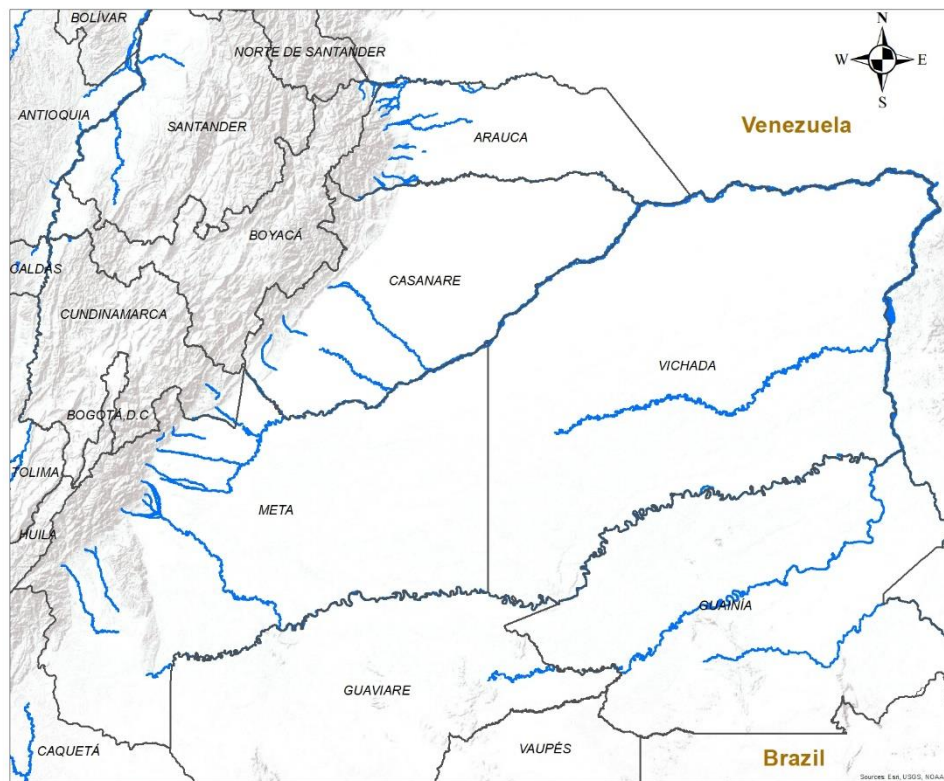 BOLÍVAR
N
NORTE DE SANTANDER
W E
S
ANTIOQUIA
SANTANDER
ARAUCA
Venezuela
BOYACÁ
CALDAS
CASANARE
CUNDINAMARCA
VICHADA
BOGOTÁ D.C
TOLIMA
META
HUILA
GUAINÍA
GUAVIARE
CAQUETÁ
VAUPÉS
Brazil
Sources: Esri, USGS, NOAA